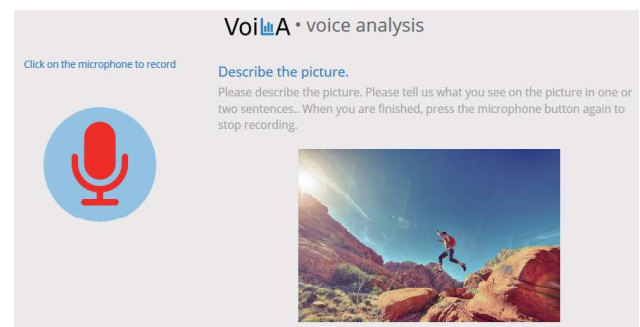 VoiLA • voice analysis
Click on the microphone to record
Describe the picture.
Please describe the picture. Please tell us what you see on the picture in one or
two sentences.. When you are finished, press the microphone button again to
stop recording.